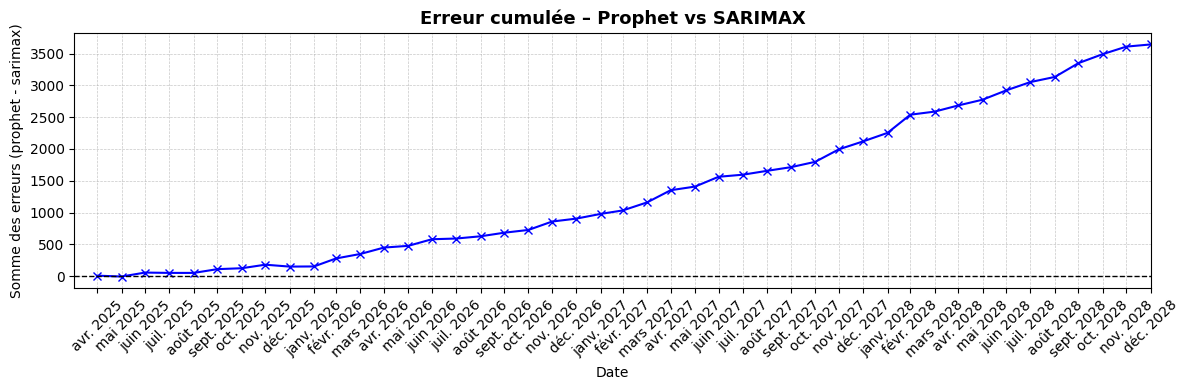 Erreur cumulée – Prophet vs SARIMAX
Somme des erreurs (prophet - sarimax)
3500
3000
2500
2000
1500
1000
500
0
avr. 2025
mai 2025
juin 2025
juil. 2025
août 2025
sept. 2025
oct. 2025
nov. 2025
déc. 2025
janv. 2026
févr. 2026
mars 2026
avr. 2026
mai 2026
juin 2026
juil. 2026
août 2026
sept. 2026
oct. 2026
nov. 2026
déc. 2026
janv. 2027
févr. 2027
mars 2027
avr. 2027
mai 2027
juin 2027
juil. 2027
août 2027
sept. 2027
oct. 2027
nov. 2027
déc. 2027
janv. 2028
févr. 2028
mars 2028
avr. 2028
mai 2028
juin 2028
juil. 2028
août 2028
sept. 2028
oct. 2028
nov. 2028
déc. 2028
Date